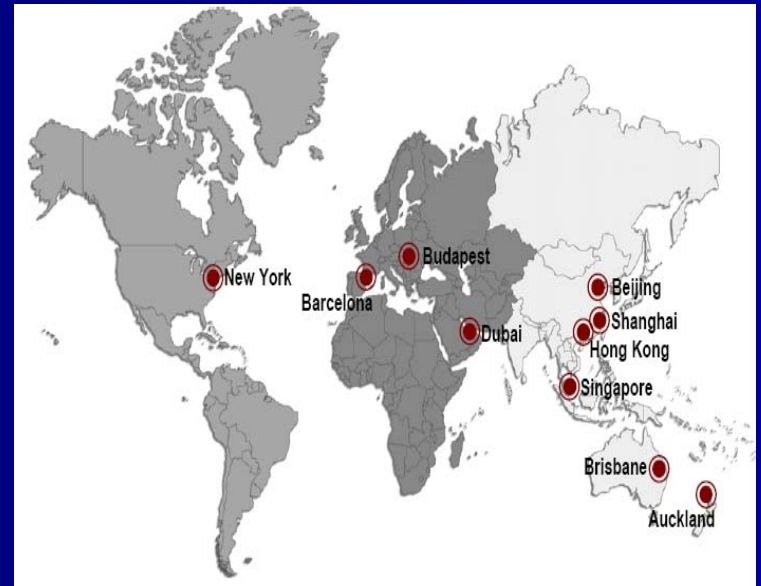 Budapest
New York
Beijing
Barcelona
Shanghai
Dubai
Hong Kong
Singapore
Brisbane
Auckland